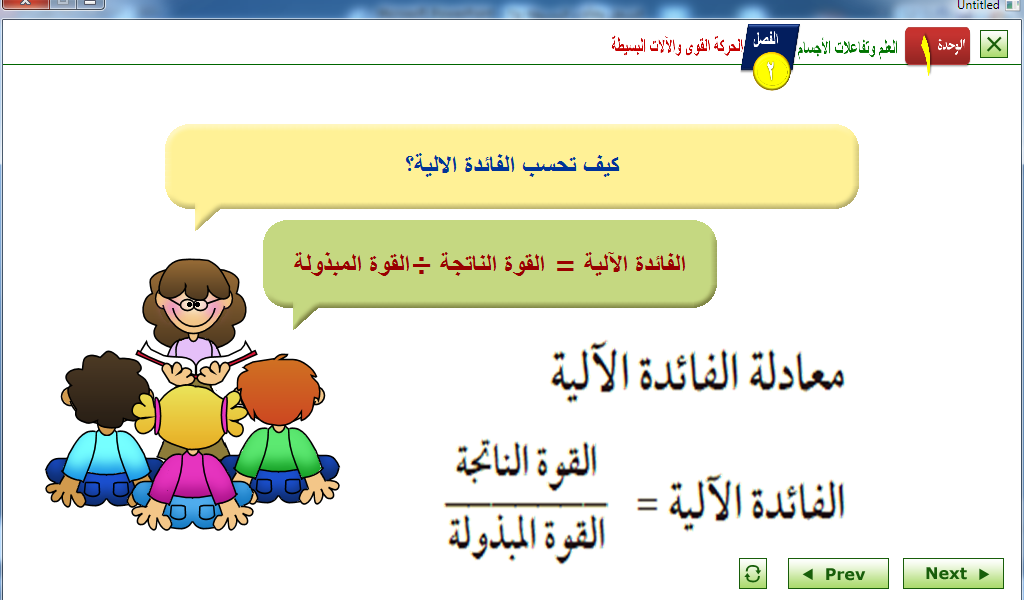 Untitled
الوحدة ١ العلم وتفاعلات الأجسام الفصل ٢ الحركة القوى والآلات البسيطة
كيف تحسب الفائدة الالية؟
الفائدة الآلية = القوة الناتجة ÷ القوة المبذولة
معادلة الفائدة الآلية
الفائدة الآلية = القوة الناتجة
القوة المبذولة
Prev
Next